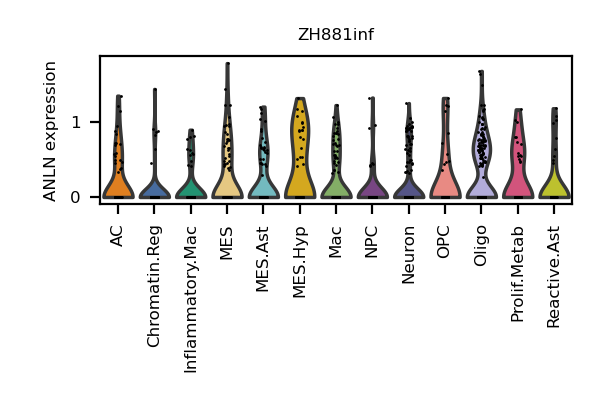 ZH881inf
ANLN expression
1
0
AC
Chromatin.Reg
Inflammatory.Mac
MES
MES.Ast
MES.Hyp
Mac
NPC
Neuron
OPC
Oligo
Prolif.Metab
Reactive.Ast